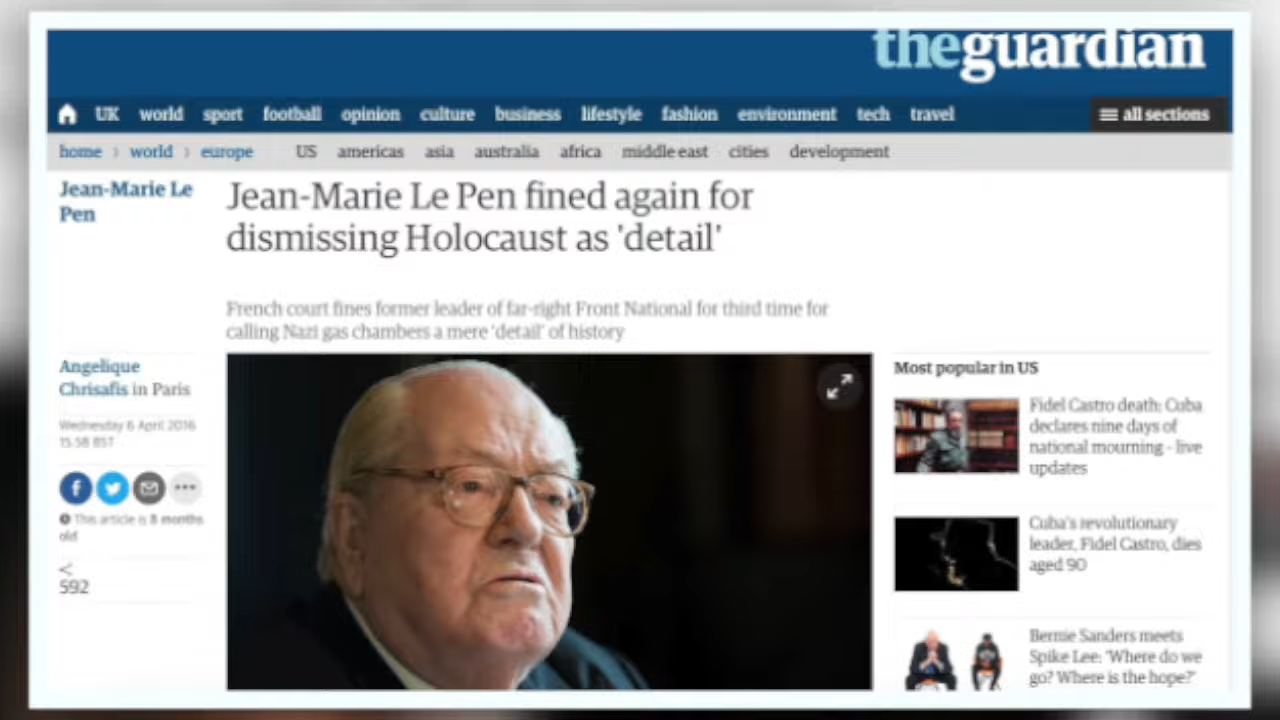 theguardian
UK world sport football opinion culture business lifestyle fashion environment tech travel all sections
home › world › europe US americas asia australia africa middle east cities development
Jean-Marie Le
Pen
Jean-Marie Le Pen fined again for
dismissing Holocaust as 'detail'
French court fines former leader of far-right Front National for third time for
calling Nazi gas chambers a mere 'detail' of history
Angelique
Chrisafis in Paris
Wednesday 6 April 2016
15.58 BST
This article is 8 months
old
592
Most popular in US
Fidel Castro death: Cuba
declares nine days of
national mourning - live
updates
Cuba's revolutionary
leader, Fidel Castro, dies
aged 90
Bernie Sanders meets
Spike Lee: 'Where do we
go? Where is the hope?'